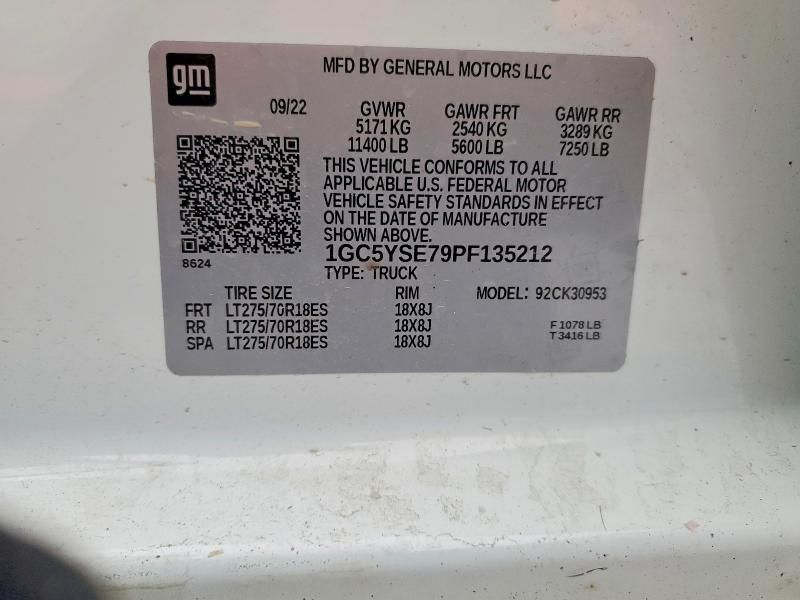 gm
MFD BY GENERAL MOTORS LLC
09/22 GVWR GAWR FRT GAWR RR
5171 KG 2540 KG 3289 KG
11400 LB 5600 LB 7250 LB
THIS VEHICLE CONFORMS TO ALL
APPLICABLE U.S. FEDERAL MOTOR
VEHICLE SAFETY STANDARDS IN EFFECT
ON THE DATE OF MANUFACTURE
SHOWN ABOVE.
8624
1GC5YSE79PF135212
TYPE: TRUCK
TIRE SIZE RIM MODEL: 92CK30953
FRT LT275/70R18ES 18X8J
RR LT275/70R18ES 18X8J F 1078 LB
SPA LT275/70R18ES 18X8J T 3416 LB